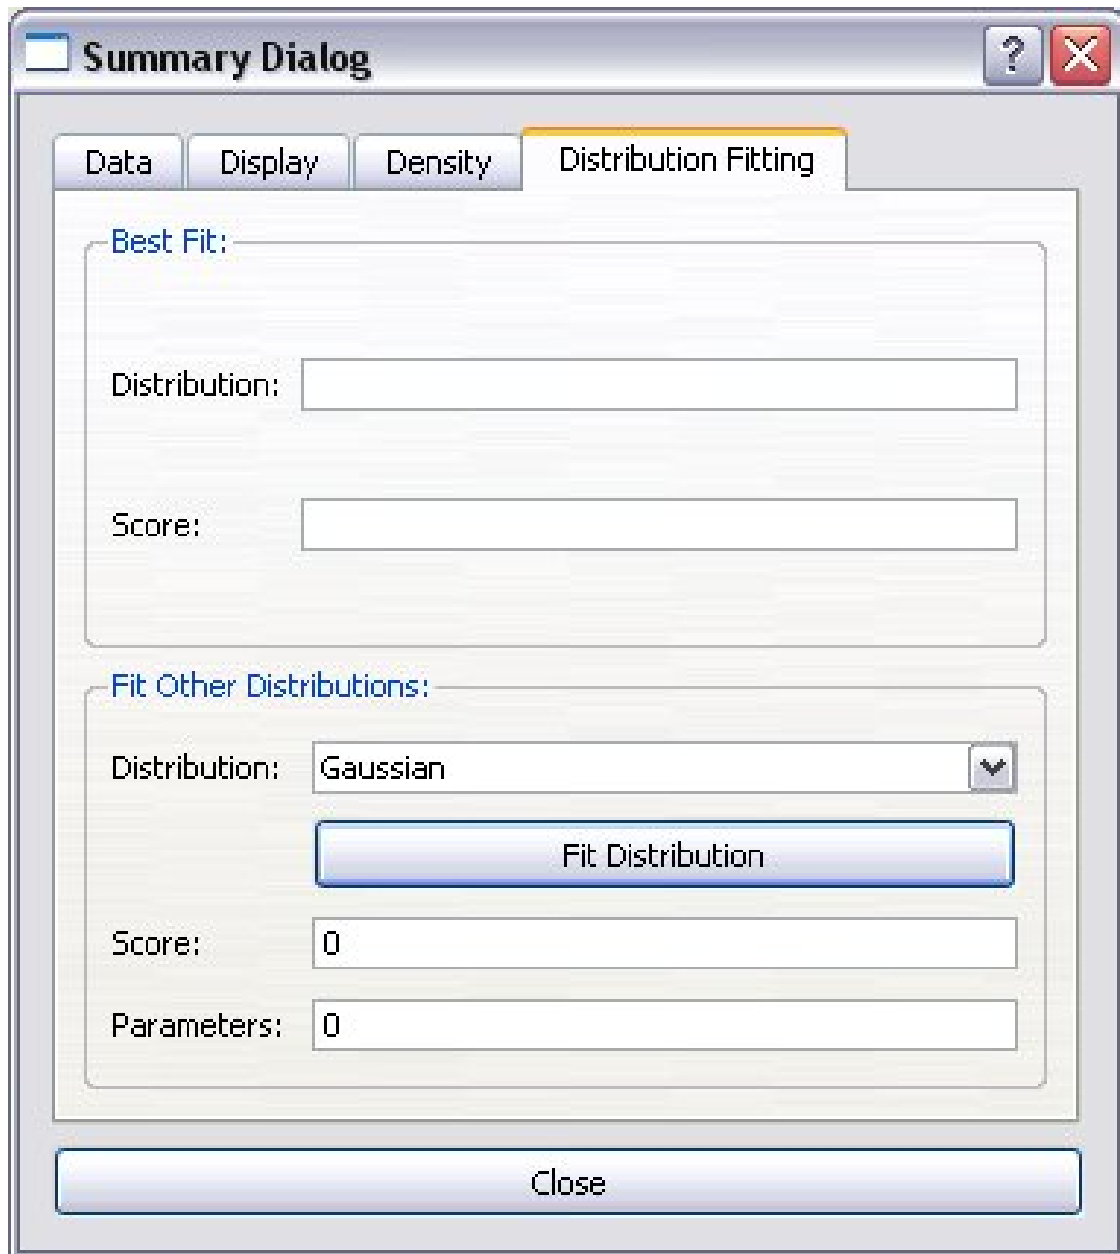 Summary Dialog
?
Data Display Density Distribution Fitting
Best Fit:
Distribution:
Score:
Fit Other Distributions:
Distribution: Gaussian
Fit Distribution
Score: 0
Parameters: 0
Close